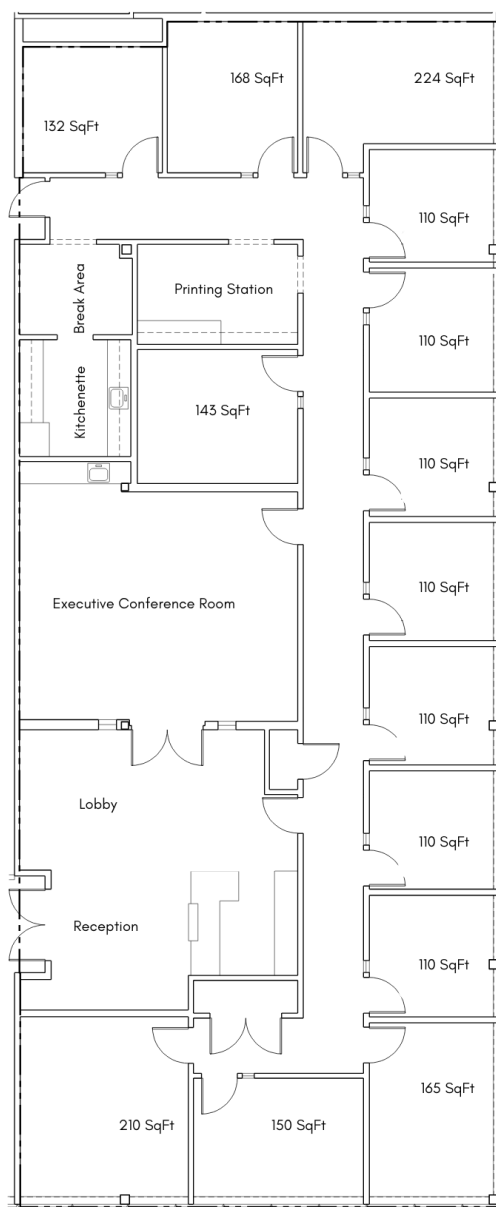 168 SqFt
224 SqFt
132 SqFt
110 SqFt
Break Area
Printing Station
110 SqFt
Kitchenette
143 SqFt
110 SqFt
110 SqFt
Executive Conference Room
110 SqFt
Lobby
110 SqFt
Reception
110 SqFt
165 SqFt
210 SqFt
150 SqFt